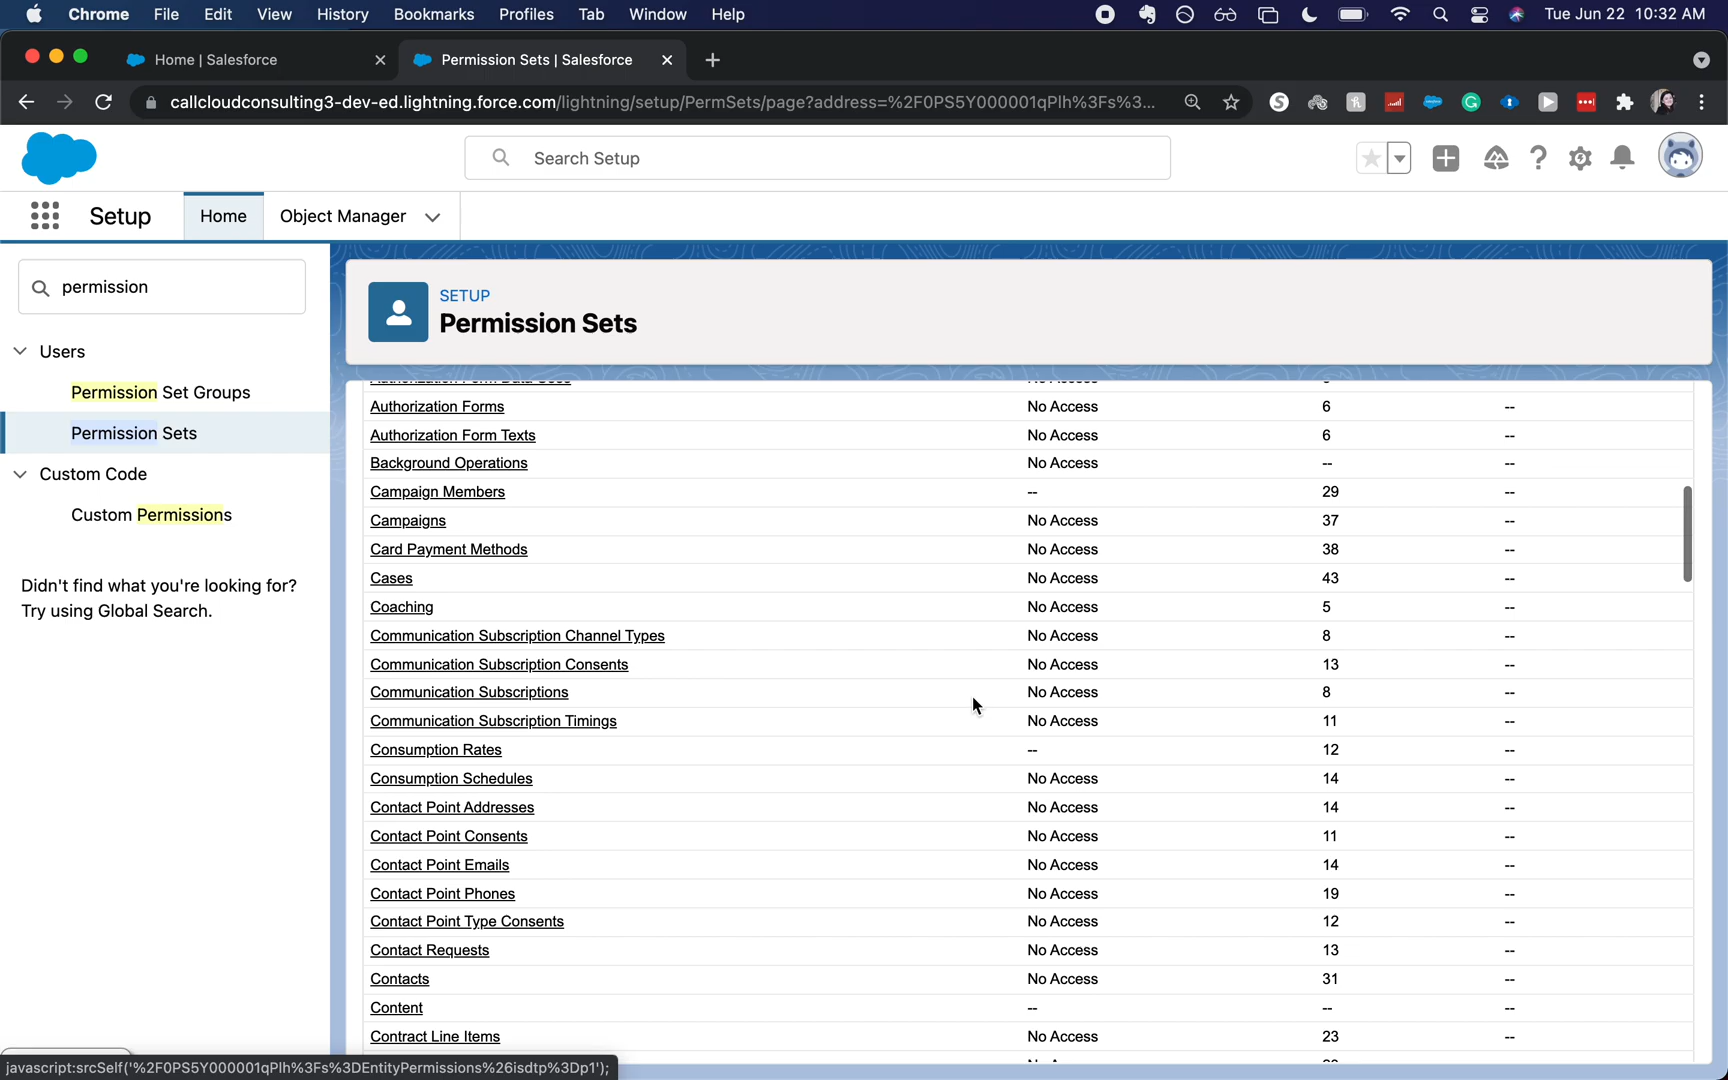 Chrome File Edit View History Bookmarks Profiles Tab Window Help Tue Jun 22 10:32 AM
Home | Salesforce Permission Sets | Salesforce
callcloudconsulting3-dev-ed.lightning.force.com/lightning/setup/PermSets/page?address=%2F0PS5Y000001qPlh%3Fs%3...
Search Setup
Setup Home Object Manager
permission
Users
Permission Set Groups
Permission Sets
Custom Code
Custom Permissions
Didn't find what you're looking for?
Try using Global Search.
SETUP
Permission Sets
Authorization Forms No Access 6 --
Authorization Form Texts No Access 6 --
Background Operations No Access -- --
Campaign Members -- 29 --
Campaigns No Access 37 --
Card Payment Methods No Access 38 --
Cases No Access 43 --
Coaching No Access 5 --
Communication Subscription Channel Types No Access 8 --
Communication Subscription Consents No Access 13 --
Communication Subscriptions No Access 8 --
Communication Subscription Timings No Access 11 --
Consumption Rates -- 12 --
Consumption Schedules No Access 14 --
Contact Point Addresses No Access 14 --
Contact Point Consents No Access 11 --
Contact Point Emails No Access 14 --
Contact Point Phones No Access 19 --
Contact Point Type Consents No Access 12 --
Contact Requests No Access 13 --
Contacts No Access 31 --
Content -- -- --
Contract Line Items No Access 23 --
javascript:srcSelf('%2F0PS5Y000001qPlh%3Fs%3DEntityPermissions%26isdtp%3Dp1');